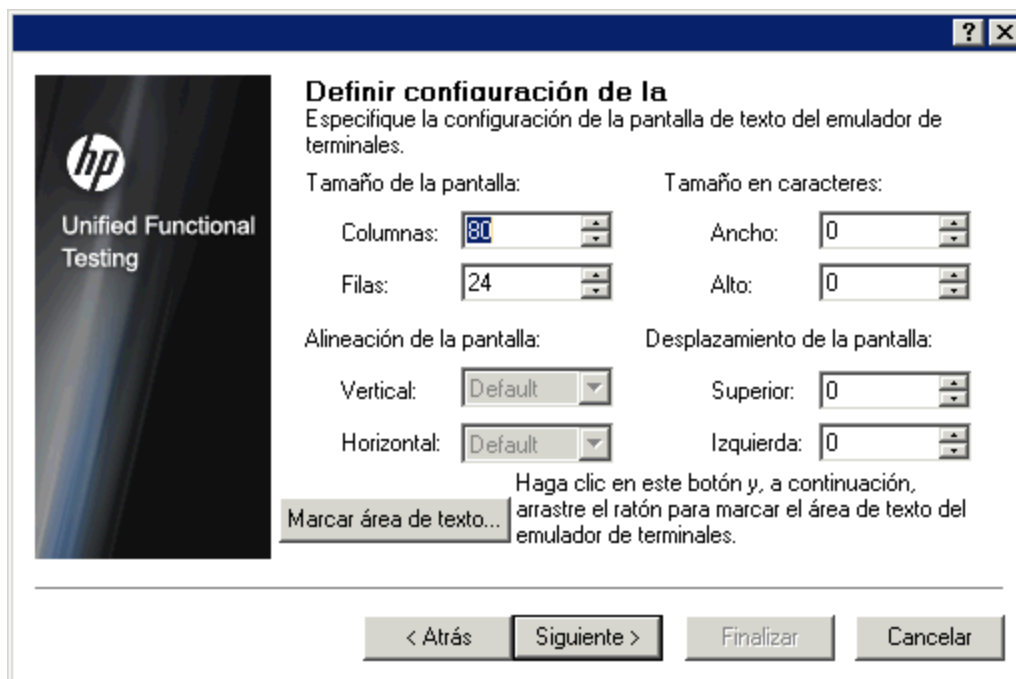 ?
hp
Unified Functional
Testing
Definir configuración de la
Especifique la configuración de la pantalla de texto del emulador de
terminales.
Tamaño de la pantalla:
Tamaño en caracteres:
Columnas: 80
Ancho: 0
Filas: 24
Alto: 0
Alineación de la pantalla:
Desplazamiento de la pantalla:
Vertical: Default
Superior: 0
Horizontal: Default
Izquierda: 0
Marcar área de texto...
Haga clic en este botón y, a continuación,
arrastre el ratón para marcar el área de texto del
emulador de terminales.
< Atrás
Siguiente >
Finalizar
Cancelar